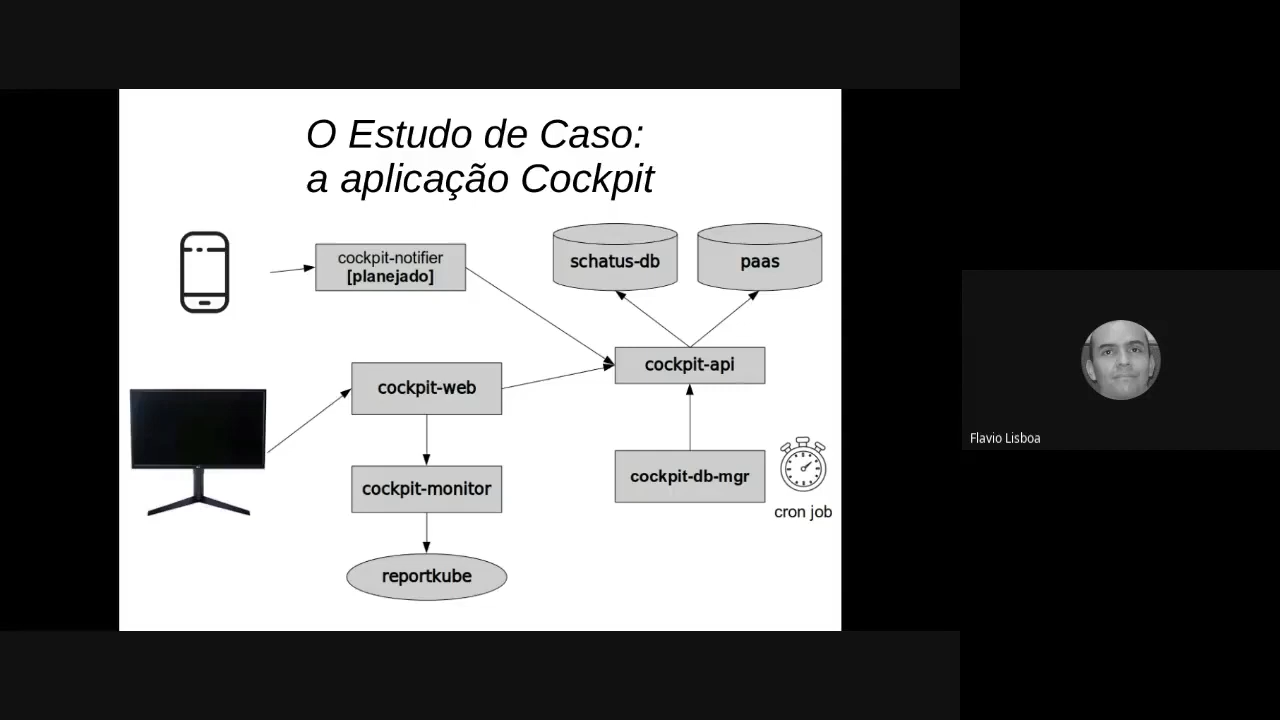 O Estudo de Caso:
a aplicação Cockpit
cockpit-notifier
[planejado]
schatus-db
paas
cockpit-api
cockpit-web
cockpit-monitor
cockpit-db-mgr
cron job
reportkube
Flavio Lisboa